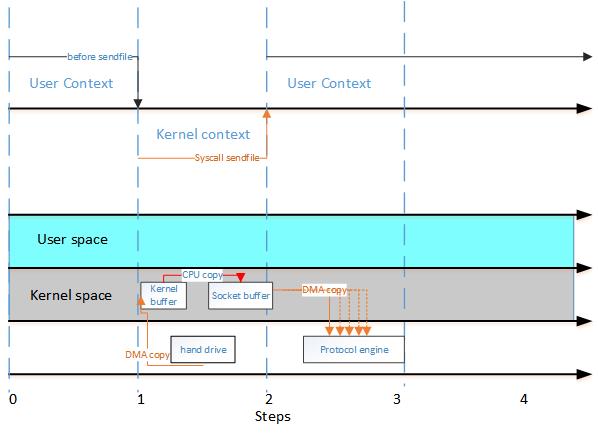 before sendfile
User Context
User Context
Kernel context
Syscall sendfile
User space
CPU copy
Kernel space
Kernel
buffer
Socket buffer
DMA copy
hand drive
Protocol engine
DMA copy
0 1 2 3 4
Steps